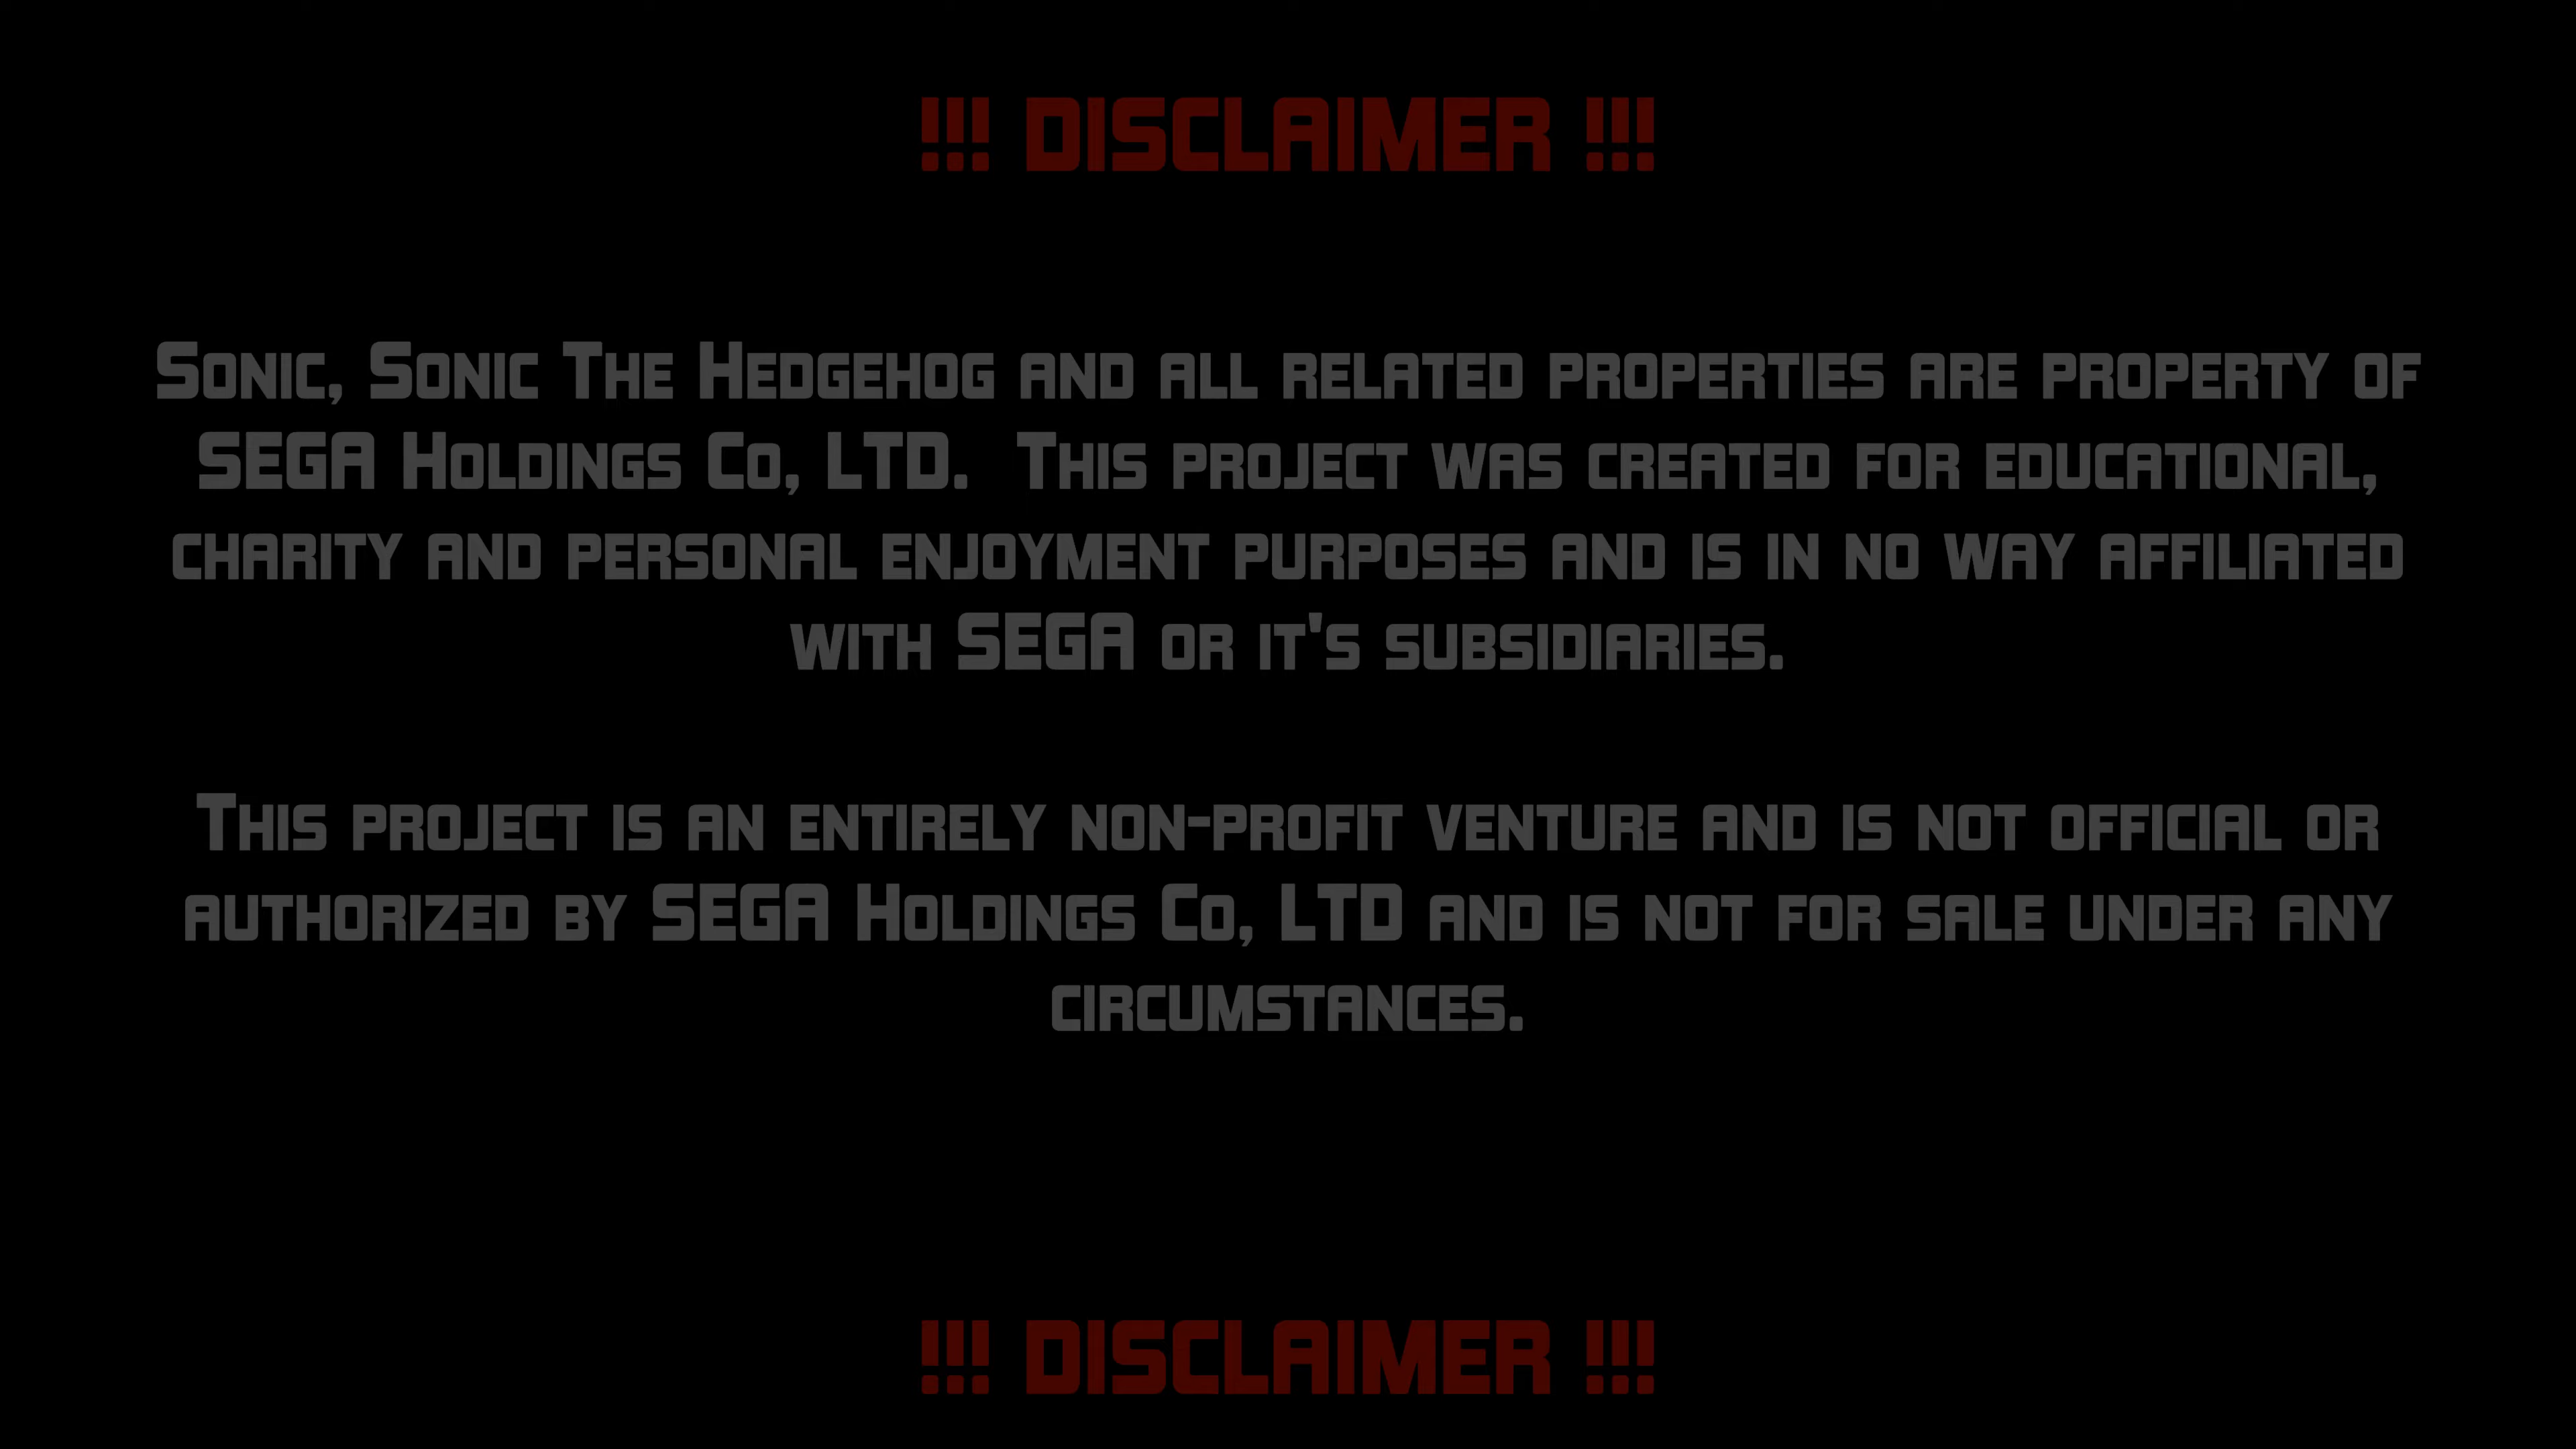 !!! DISCLAIMER !!!
Sonic, Sonic The Hedgehog and all related properties are property of
SEGA Holdings Co, LTD.  This project was created for educational,
charity and personal enjoyment purposes and is in no way affiliated
with SEGA or it's subsidiaries.
This project is an entirely non-profit venture and is not official or
authorized by SEGA Holdings Co, LTD and is not for sale under any
circumstances.
!!! DISCLAIMER !!!